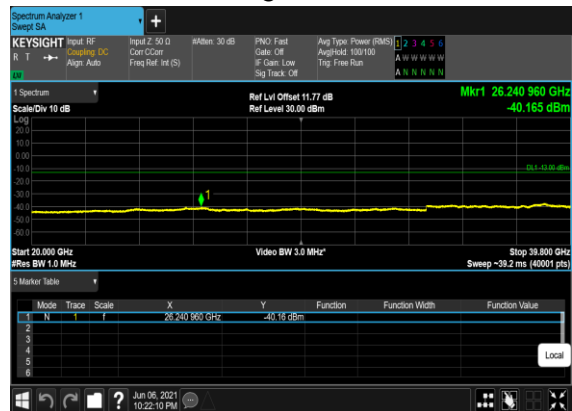 Spectrum Analyzer 1
Swept SA
KEYSIGHT Input: RF Input Z: 50 Ω #Atten: 30 dB PNO: Fast Avg Type: Power (RMS) 1 2 3 4 5 6
R T Coupling: DC Corr CCorr Gate: Off Avg|Hold: 100/100 A W W W W W
Align: Auto Freq Ref: Int (S) IF Gain: Low Trig: Free Run
Sig Track: Off A N N N N N
1 Spectrum Ref Lvl Offset 11.77 dB Mkr1 26.240 960 GHz
Scale/Div 10 dB Ref Level 30.00 dBm -40.165 dBm
Log
20.0
10.0
0.00
-10.0 DL1 -13.00 dBm
-20.0
-30.0 1
-40.0
-50.0
-60.0
Start 20.000 GHz Video BW 3.0 MHz* Stop 39.800 GHz
#Res BW 1.0 MHz Sweep ~39.2 ms (40001 pts)
5 Marker Table
Mode Trace Scale X Y Function Function Width Function Value
1 N 1 f 26.240 960 GHz -40.16 dBm
2
3
4
5
6
Local
? Jun 06, 2021
10:22:10 PM